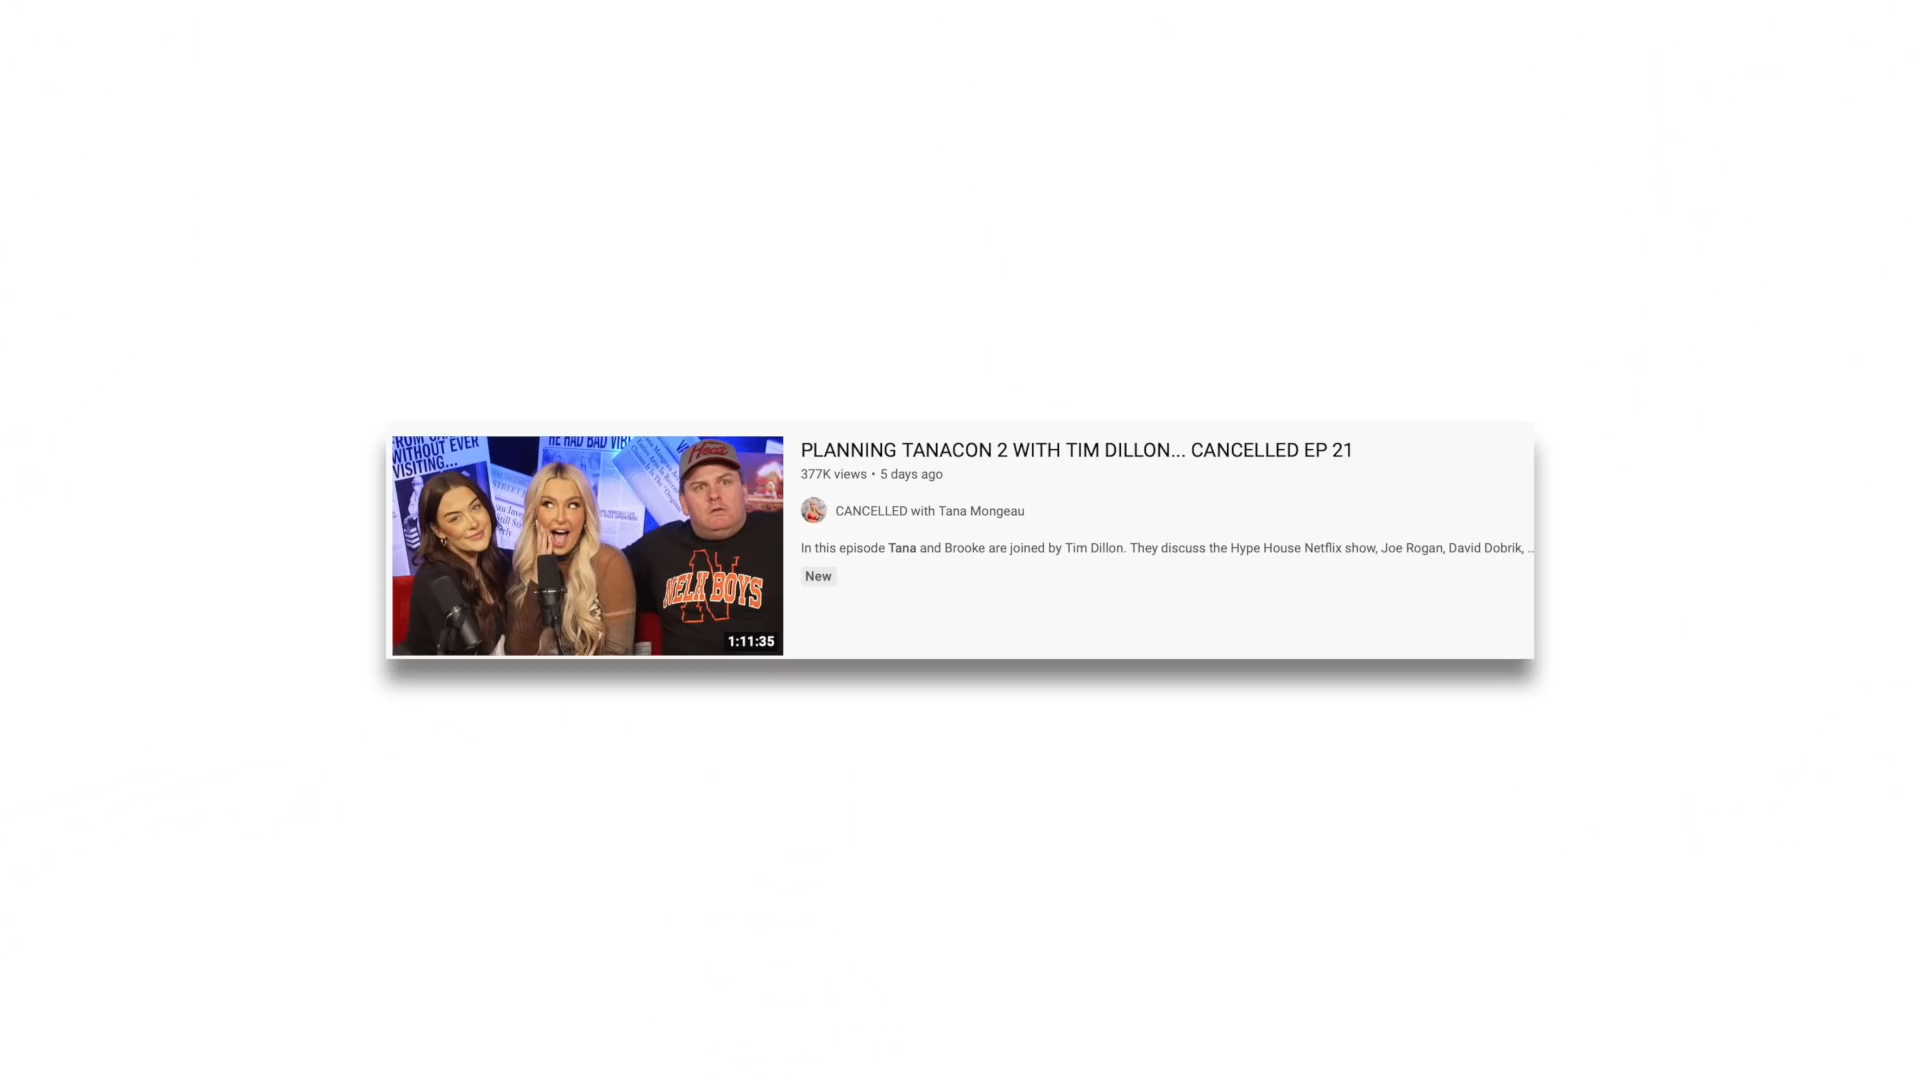 WITHOUT EVER
VISITING...
HE HAD BAD VIBE
Heat
NELK BOYS
1:11:35
PLANNING TANACON 2 WITH TIM DILLON... CANCELLED EP 21
377K views • 5 days ago
CANCELLED with Tana Mongeau
In this episode Tana and Brooke are joined by Tim Dillon. They discuss the Hype House Netflix show, Joe Rogan, David Dobrik, ...
New